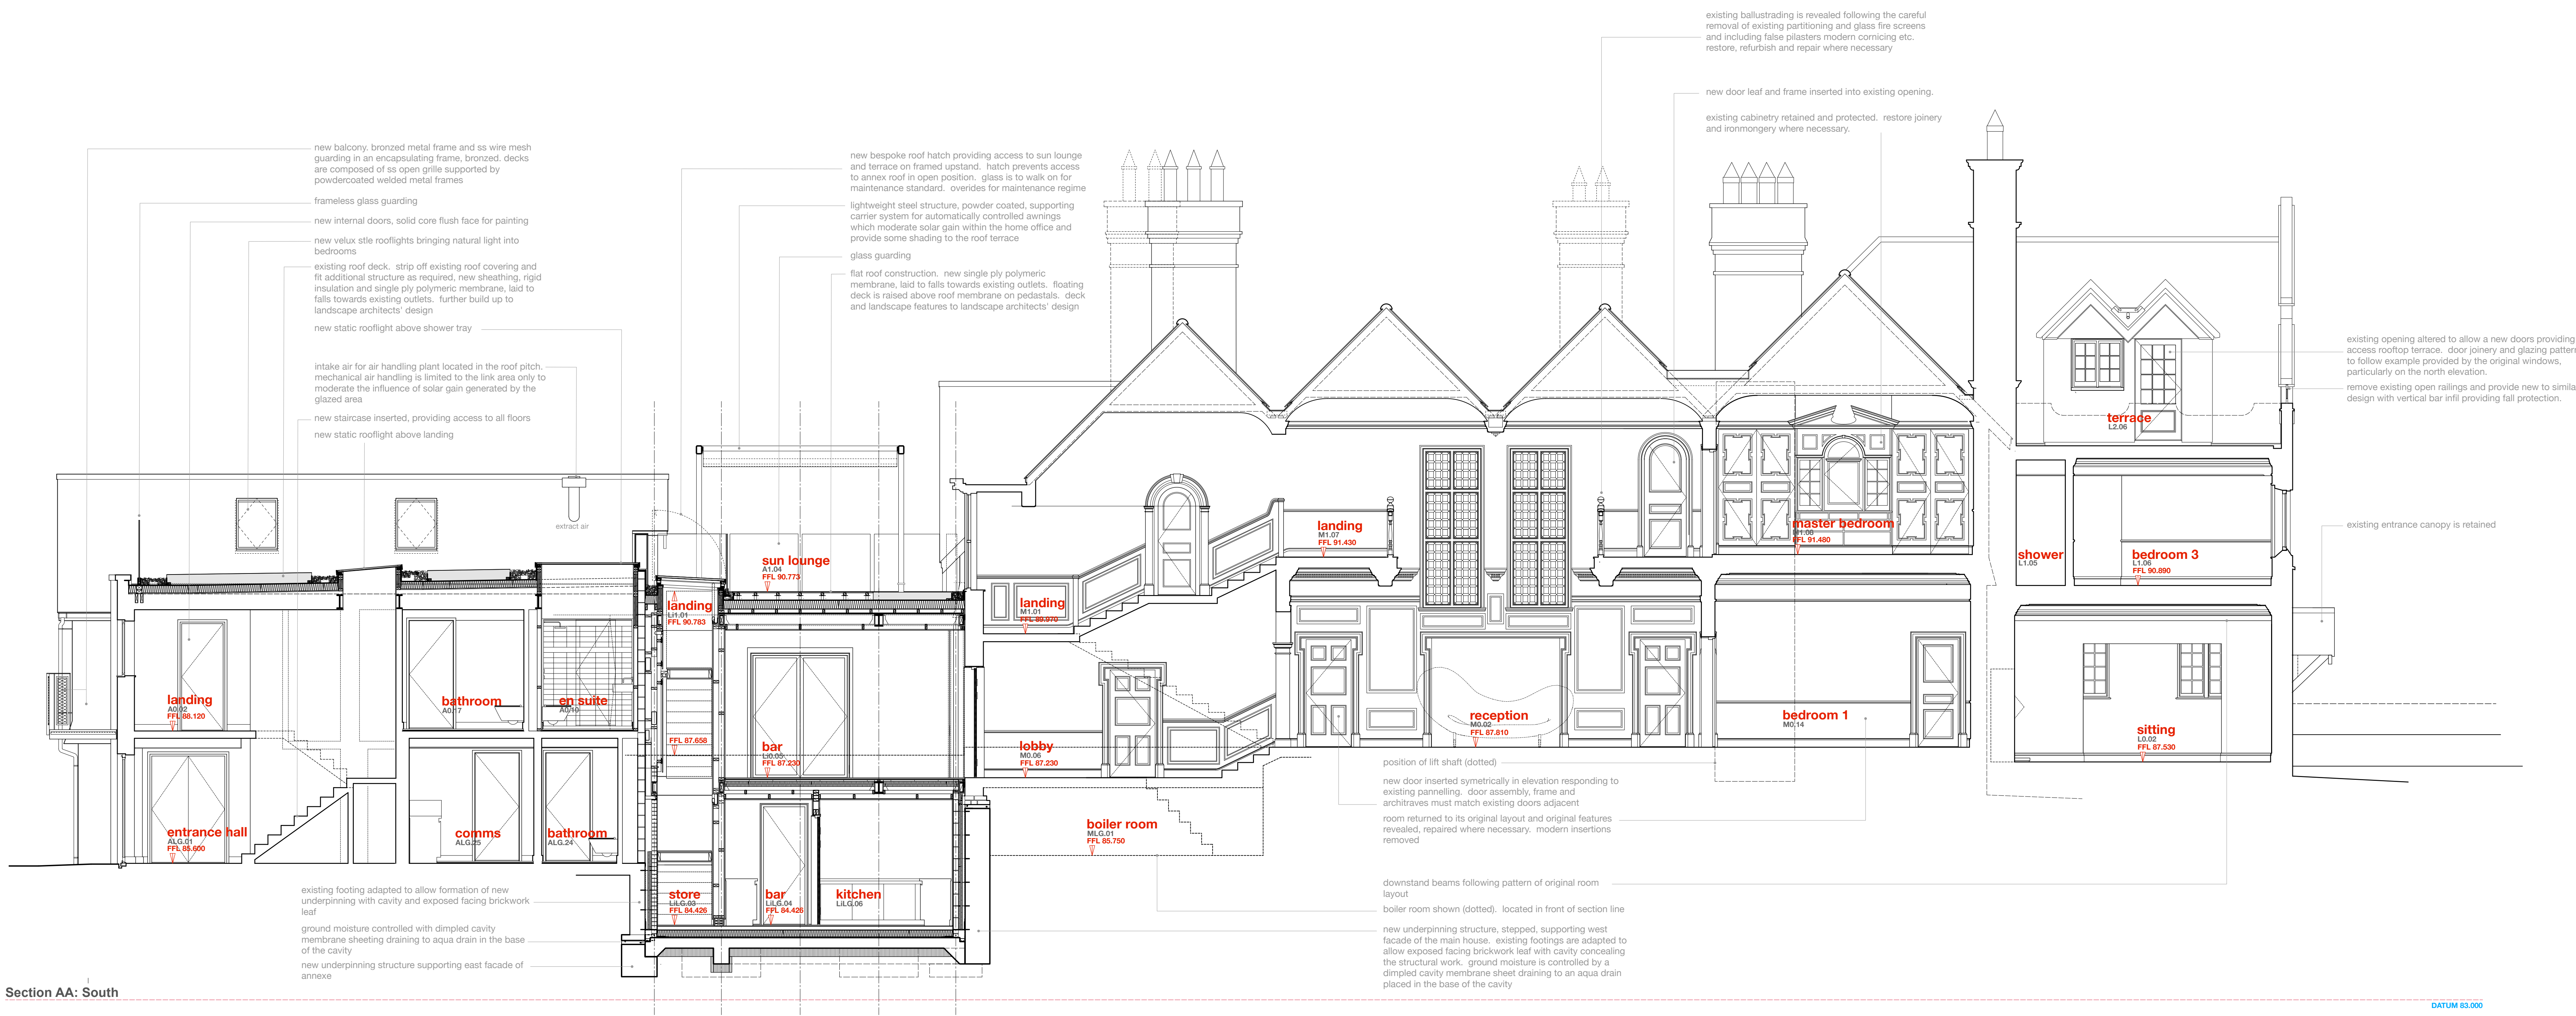 existing ballustrading is revealed following the careful
removal of existing partitioning and glass fire screens
and including false pilasters modern cornicing etc.
restore, refurbish and repair where necessary
new door leaf and frame inserted into existing opening.
existing cabinetry retained and protected. restore joinery
and ironmongery where necessary.
new balcony. bronzed metal frame and ss wire mesh
guarding in an encapsulating frame, bronzed. decks
are composed of ss open grille supported by
powdercoated welded metal frames
frameless glass guarding
new internal doors, solid core flush face for painting
new velux stle rooflights bringing natural light into
bedrooms
existing roof deck. strip off existing roof covering and
fit additional structure as required, new sheathing, rigid
insulation and single ply polymeric membrane, laid to
falls towards existing outlets. further build up to
landscape architects' design
new static rooflight above shower tray
intake air for air handling plant located in the roof pitch.
mechanical air handling is limited to the link area only to
moderate the influence of solar gain generated by the
glazed area
new staircase inserted, providing access to all floors
new static rooflight above landing
new bespoke roof hatch providing access to sun lounge
and terrace on framed upstand. hatch prevents access
to annex roof in open position. glass is to walk on for
maintenance standard. overides for maintenance regime
lightweight steel structure, powder coated, supporting
carrier system for automatically controlled awnings
which moderate solar gain within the home office and
provide some shading to the roof terrace
glass guarding
flat roof construction. new single ply polymeric
membrane, laid to falls towards existing outlets. floating
deck is raised above roof membrane on pedastals. deck
and landscape features to landscape architects' design
existing opening altered to allow a new doors providing
access rooftop terrace. door joinery and glazing pattern
to follow example provided by the original windows,
particularly on the north elevation.
remove existing open railings and provide new to similar
design with vertical bar infil providing fall protection.
existing entrance canopy is retained
extract air
terrace
L2.06
landing
M1.07
FFL 91.430
master bedroom
M1.08
FFL 91.480
shower
L1.05
bedroom 3
L1.06
FFL 90.890
sun lounge
A1.04
FFL 90.773
landing
Li1.01
FFL 90.783
landing
M1.01
FFL 89.970
landing
A0.02
FFL 88.120
bathroom
A0.17
en suite
A0.10
FFL 87.658
bar
Li0.05
FFL 87.230
lobby
M0.06
FFL 87.230
reception
M0.02
FFL 87.810
bedroom 1
M0.14
sitting
L0.02
FFL 87.530
entrance hall
ALG.01
FFL 85.600
comms
ALG.25
bathroom
ALG.24
boiler room
MLG.01
FFL 85.750
store
LiLG.03
FFL 84.426
bar
LiLG.04
FFL 84.426
kitchen
LiLG.06
position of lift shaft (dotted)
new door inserted symetrically in elevation responding to
existing pannelling. door assembly, frame and
architraves must match existing doors adjacent
room returned to its original layout and original features
revealed, repaired where necessary. modern insertions
removed
downstand beams following pattern of original room
layout
boiler room shown (dotted). located in front of section line
new underpinning structure, stepped, supporting west
facade of the main house. existing footings are adapted to
allow exposed facing brickwork leaf with cavity concealing
the structural work. ground moisture is controlled by a
dimpled cavity membrane sheet draining to an aqua drain
placed in the base of the cavity
existing footing adapted to allow formation of new
underpinning with cavity and exposed facing brickwork
leaf
ground moisture controlled with dimpled cavity
membrane sheeting draining to aqua drain in the base
of the cavity
new underpinning structure supporting east facade of
annexe
Section AA: South
DATUM 83.000